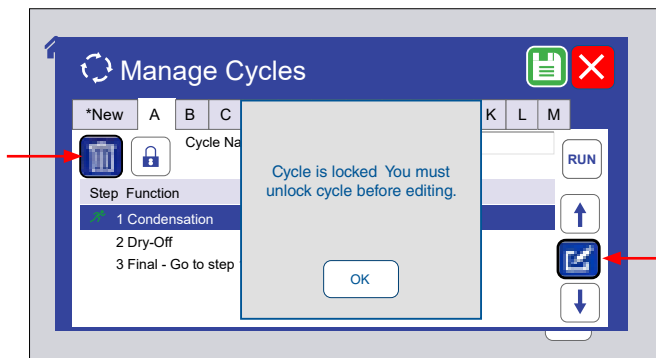 Manage Cycles
*New A B C K L M
Cycle Na
RUN
Step Function
1 Condensation
2 Dry-Off
3 Final - Go to step
Cycle is locked You must
unlock cycle before editing.
OK